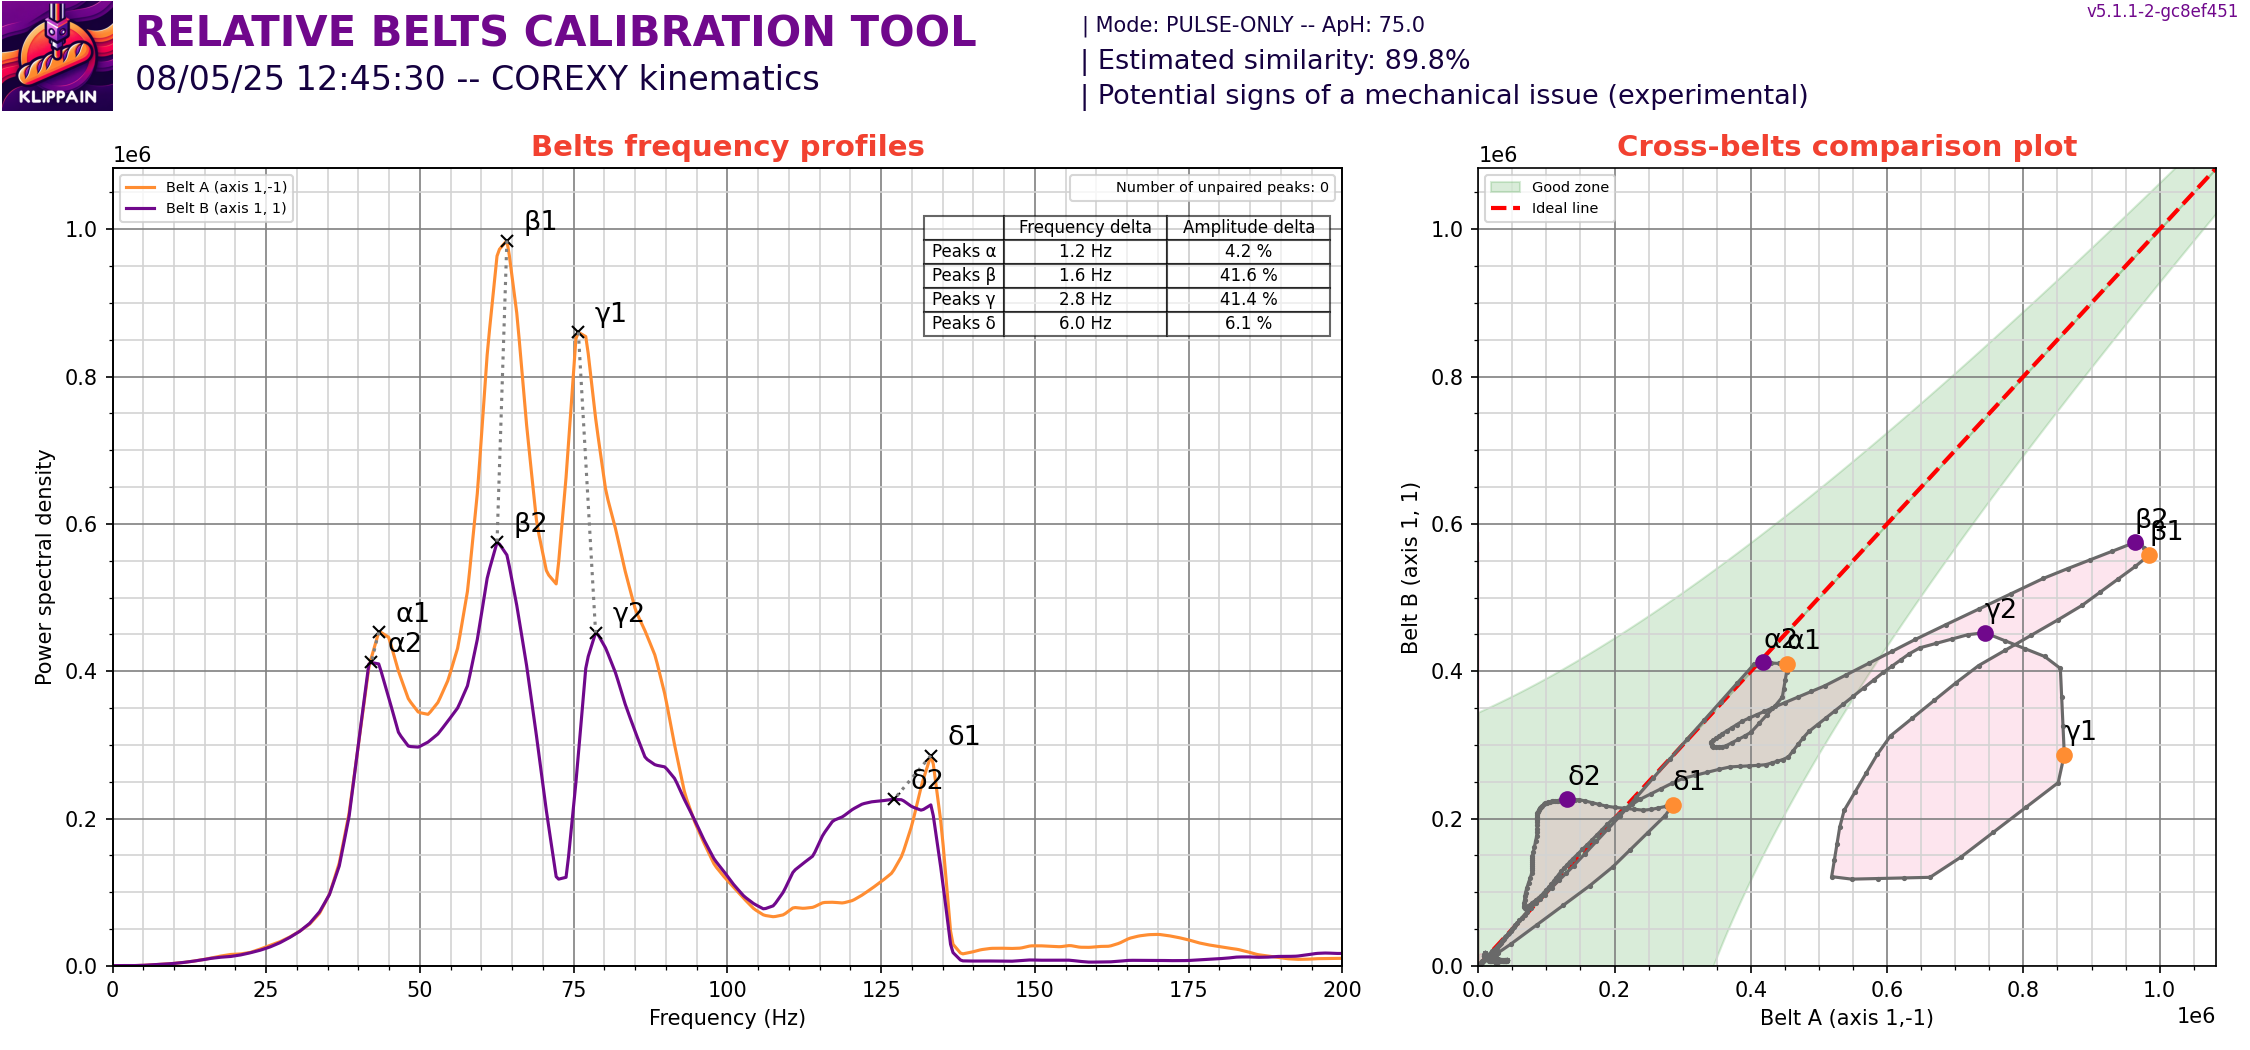 v5.1.1-2-gc8ef451
KLIPPAIN
RELATIVE BELTS CALIBRATION TOOL
08/05/25 12:45:30 -- COREXY kinematics
| Mode: PULSE-ONLY -- ApH: 75.0
| Estimated similarity: 89.8%
| Potential signs of a mechanical issue (experimental)
Belts frequency profiles
1e6
Belt A (axis 1,-1)
Belt B (axis 1, 1)
Number of unpaired peaks: 0
Frequency delta Amplitude delta
Peaks α 1.2 Hz 4.2 %
Peaks β 1.6 Hz 41.6 %
Peaks γ 2.8 Hz 41.4 %
Peaks δ 6.0 Hz 6.1 %
β1
γ1
β2
α1
α2
γ2
δ1
δ2
1.0
0.8
0.6
0.4
0.2
0.0
Power spectral density
0 25 50 75 100 125 150 175 200
Frequency (Hz)
Cross-belts comparison plot
1e6
Good zone
Ideal line
β2
β1
γ2
α2
α1
γ1
δ2
δ1
1.0
0.8
0.6
0.4
0.2
0.0
Belt B (axis 1, 1)
0.0 0.2 0.4 0.6 0.8 1.0
1e6
Belt A (axis 1,-1)